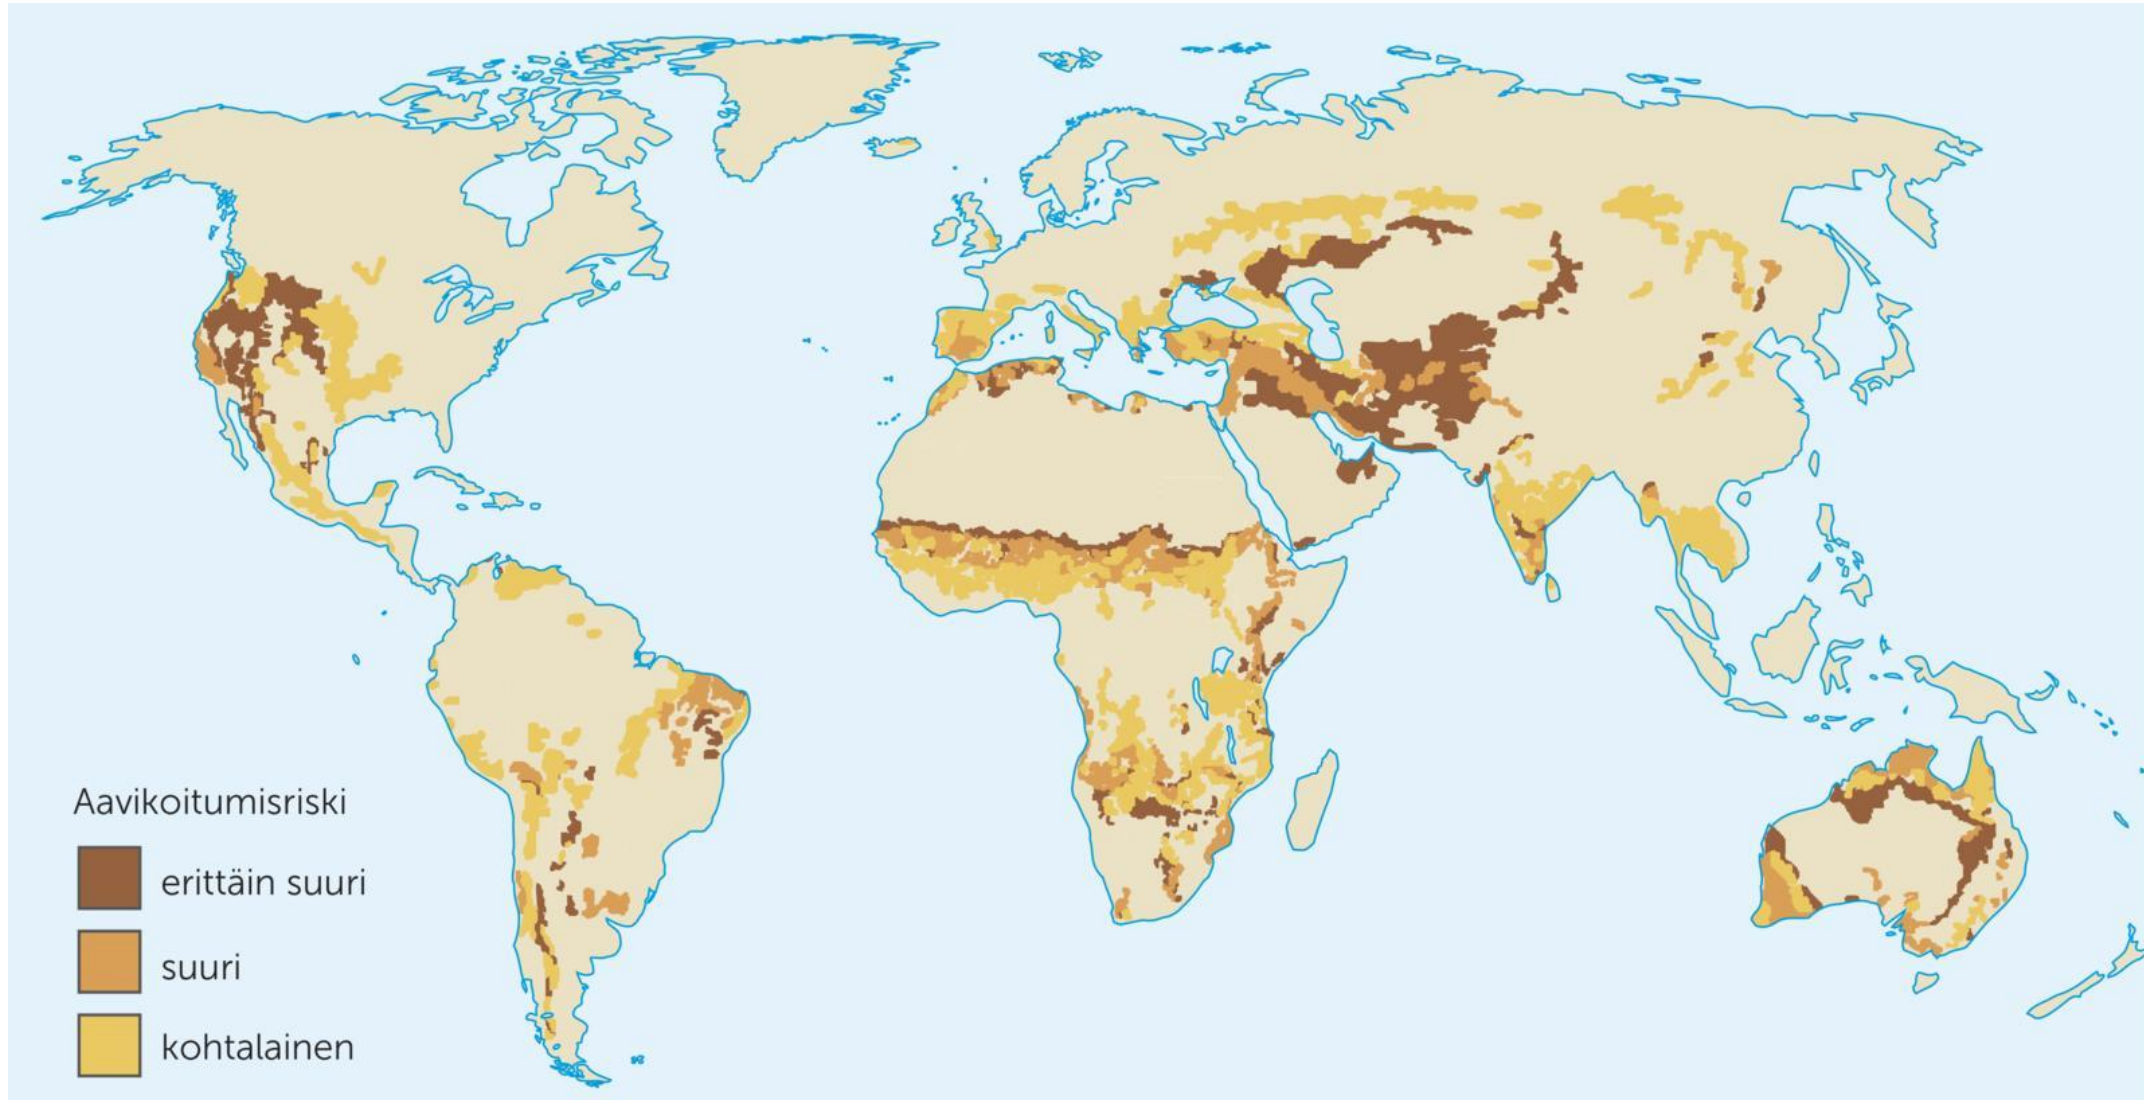 Aavikoitumisriski
erittäin suuri
suuri
kohtalainen